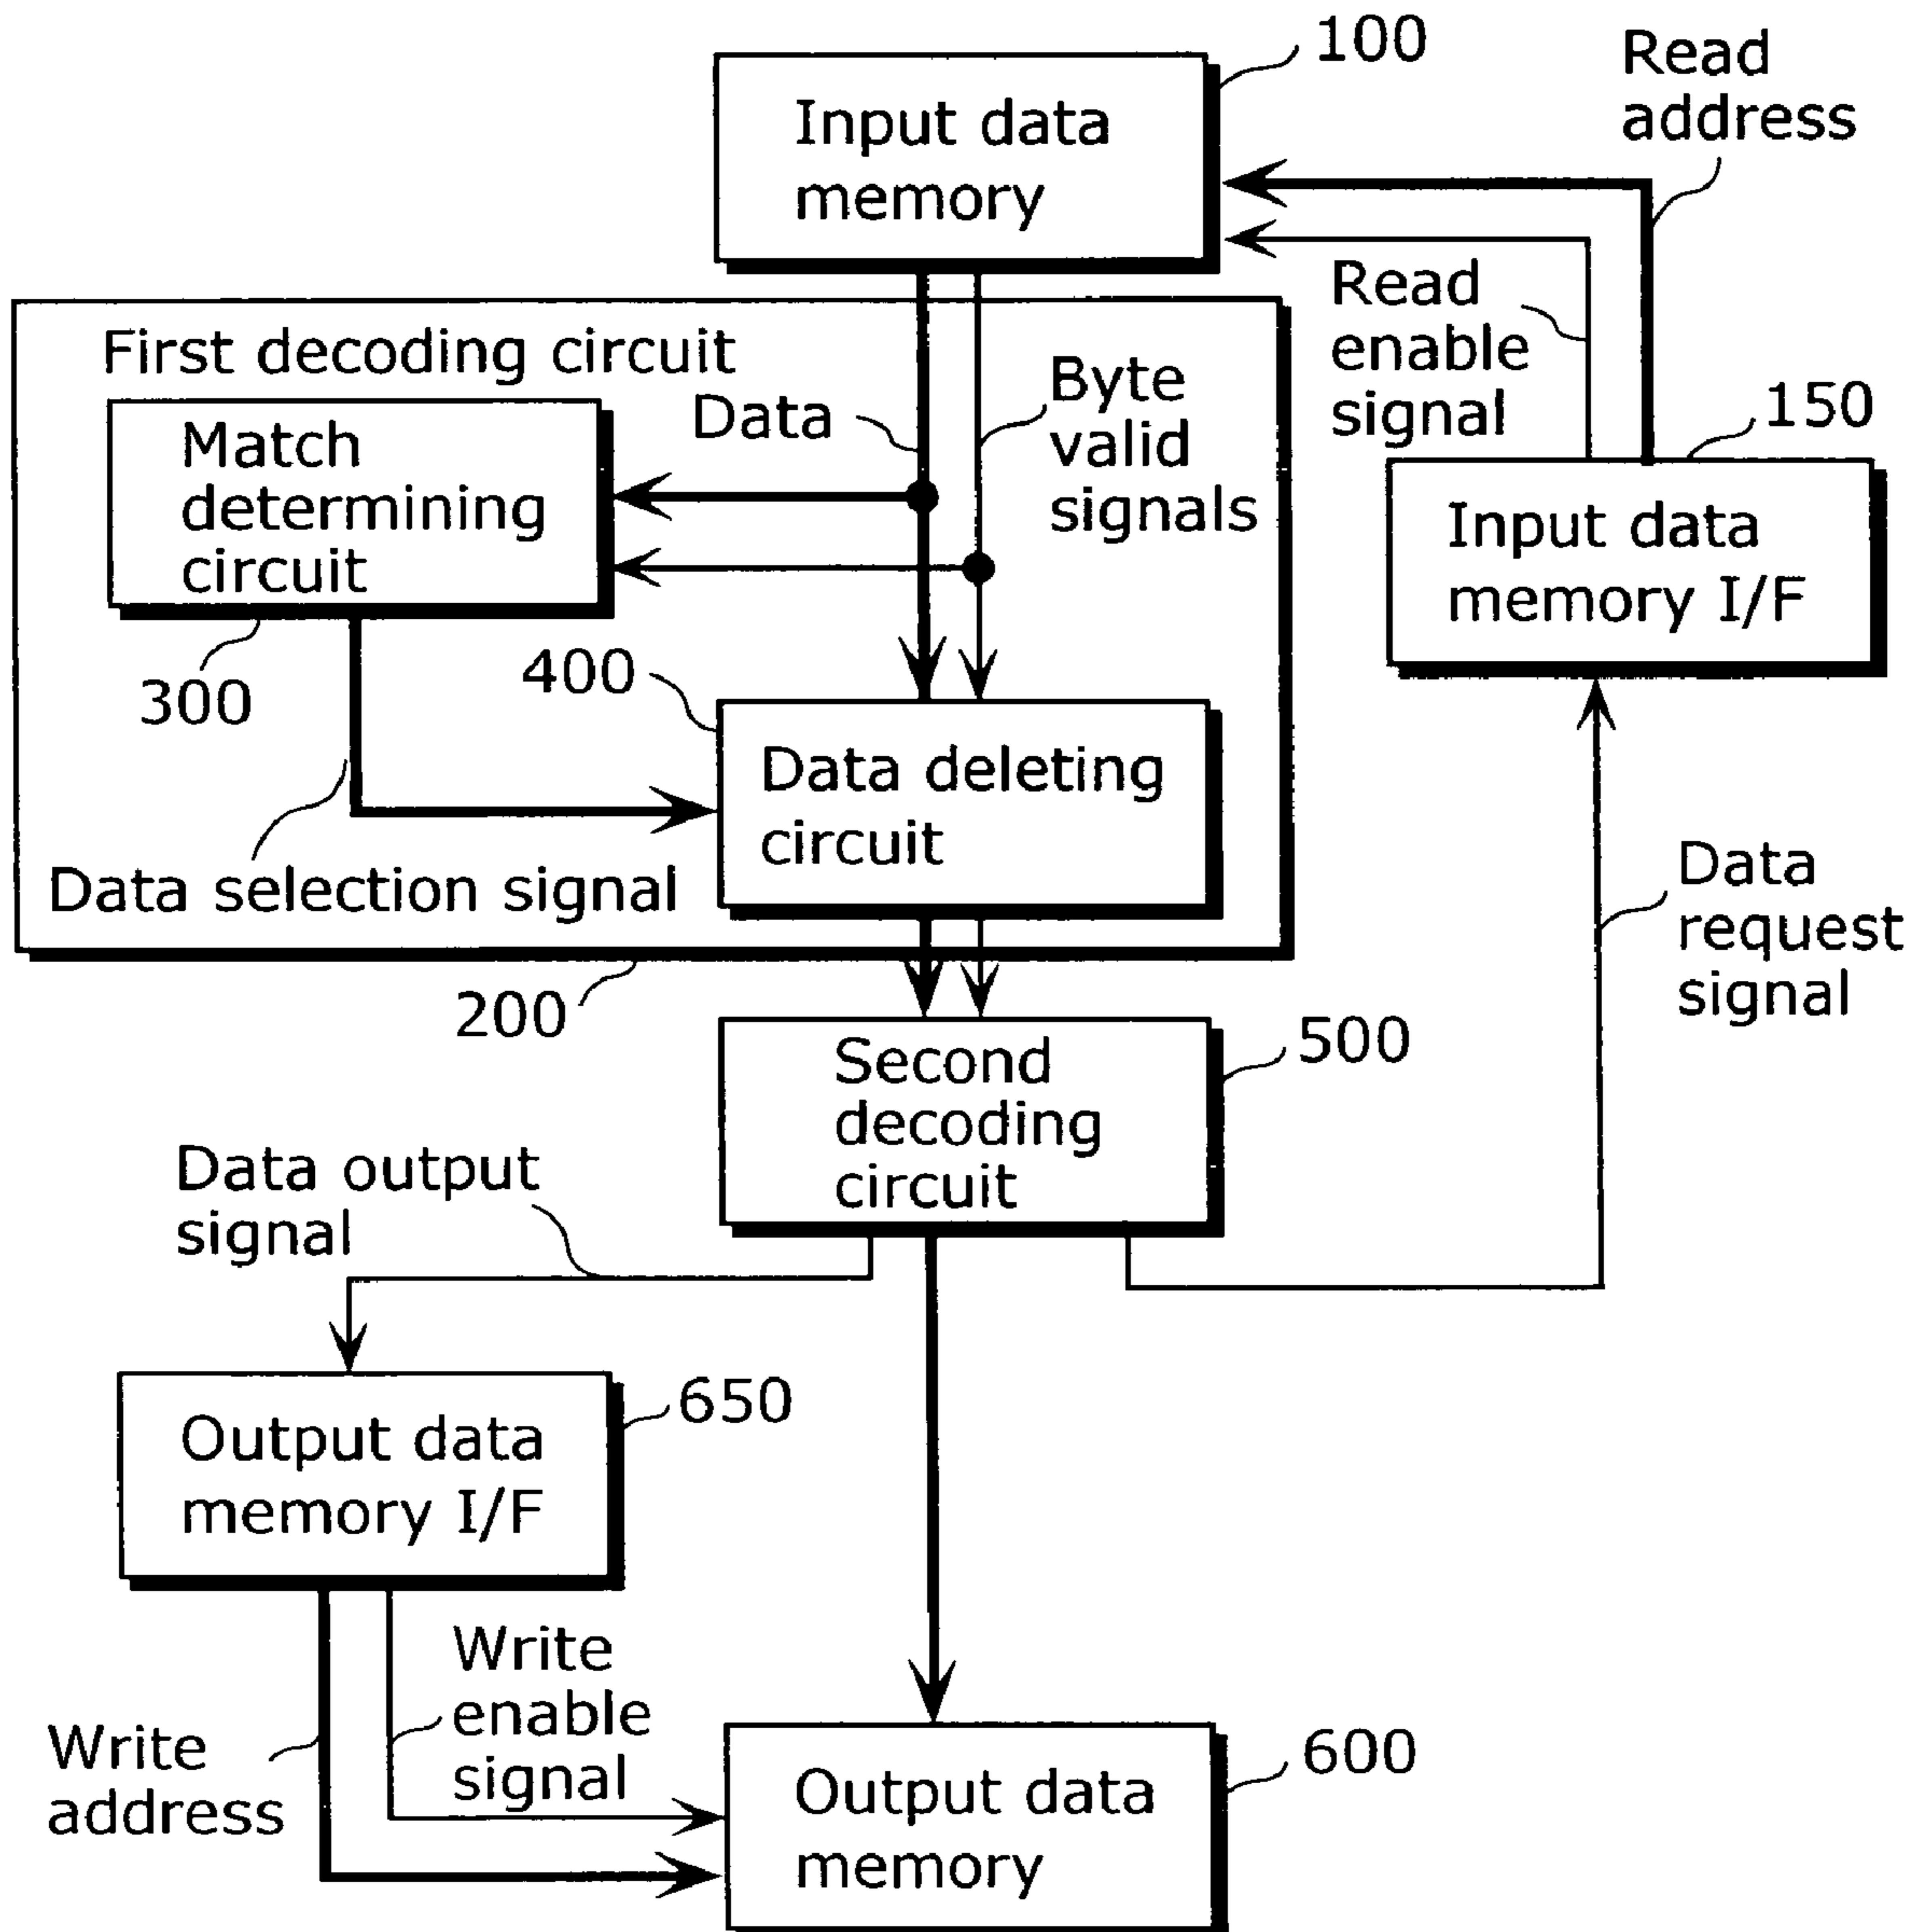 100
Read
address
Input data
memory
Read
enable
signal
First decoding circuit
Data
Byte
valid
signals
150
Match
determining
circuit
Input data
memory I/F
300
400
Data deleting
circuit
Data selection signal
Data
request
signal
200
500
Second
decoding
circuit
Data output
signal
650
Output data
memory I/F
Write
enable
signal
Write
address
600
Output data
memory